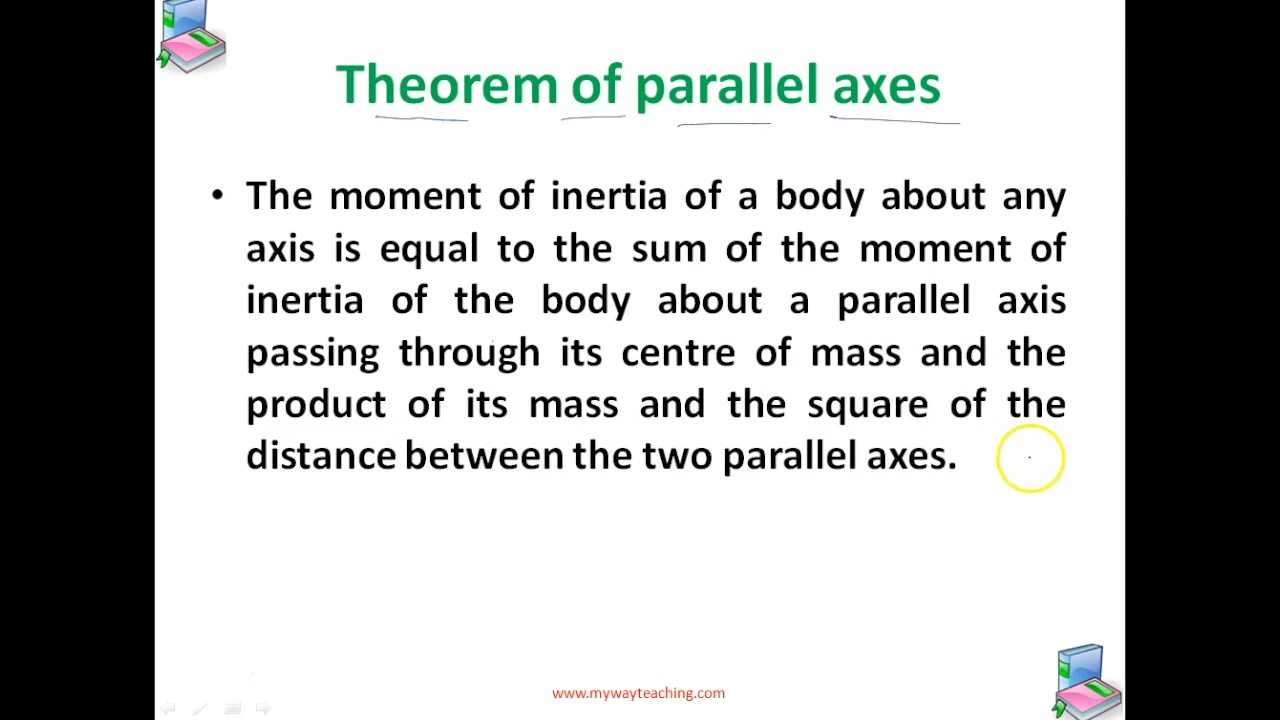 Theorem of parallel axes
• The moment of inertia of a body about any
axis is equal to the sum of the moment of
inertia of the body about a parallel axis
passing through its centre of mass and the
product of its mass and the square of the
distance between the two parallel axes.
www.mywayteaching.com